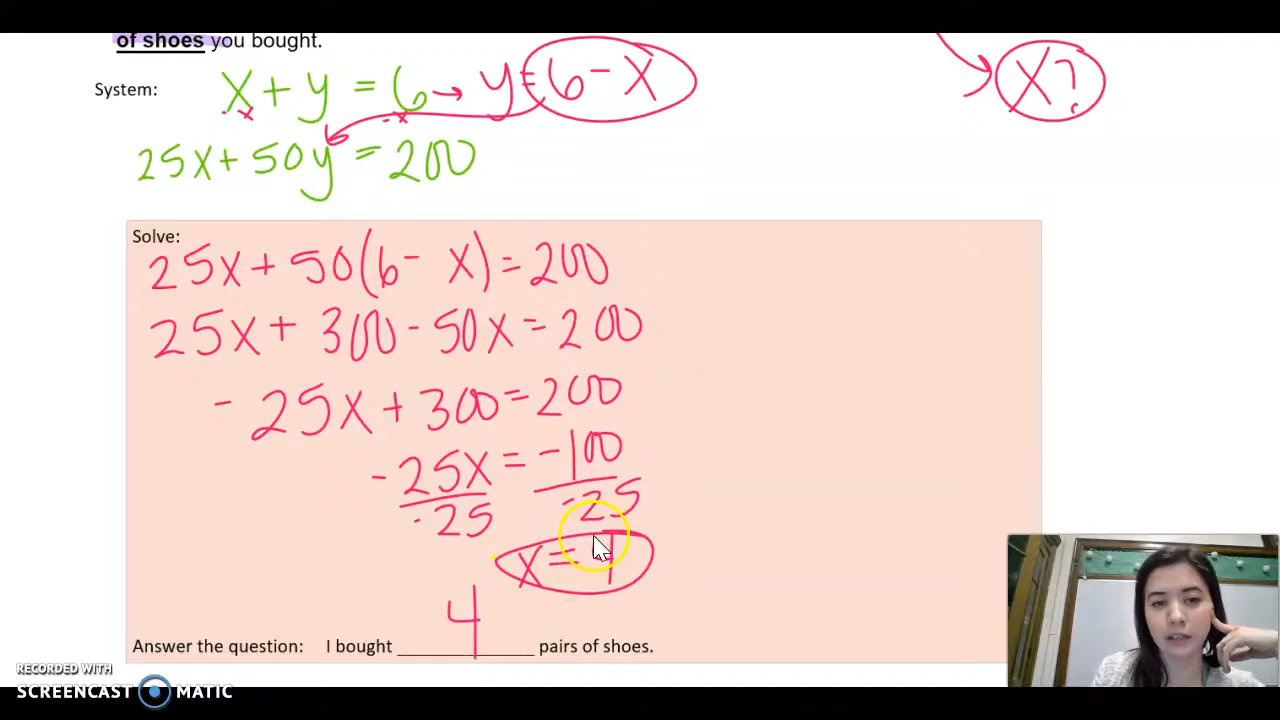 of shoes you bought.
System: x + y = 6 → y = 6 - x
x?
-x -x
25x + 50y = 200
Solve:
25x + 50(6 - x) = 200
25x + 300 - 50x = 200
- 25x + 300 = 200
- 25x = -100
-25 -25
x = 4
4
Answer the question: I bought ____________ pairs of shoes.
RECORDED WITH
SCREENCAST MATIC